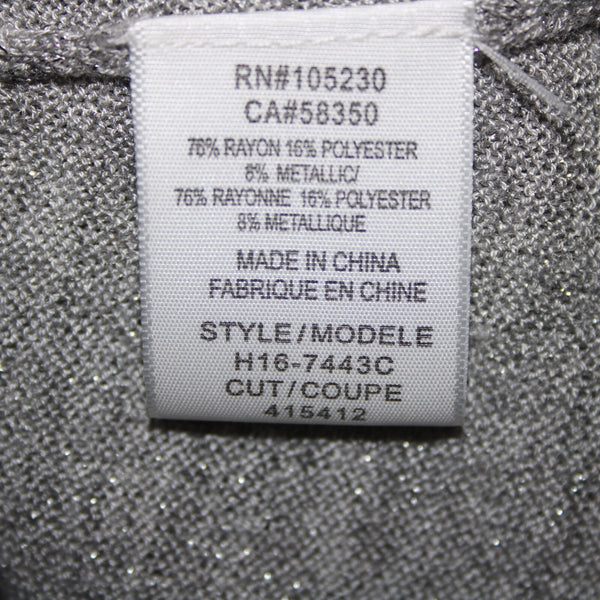 RN#105230
CA#58350
76% RAYON 16% POLYESTER
8% METALLIC/
76% RAYONNE 16% POLYESTER
8% METALLIQUE
MADE IN CHINA
FABRIQUE EN CHINE
STYLE/MODELE
H16-7443C
CUT/COUPE
415412